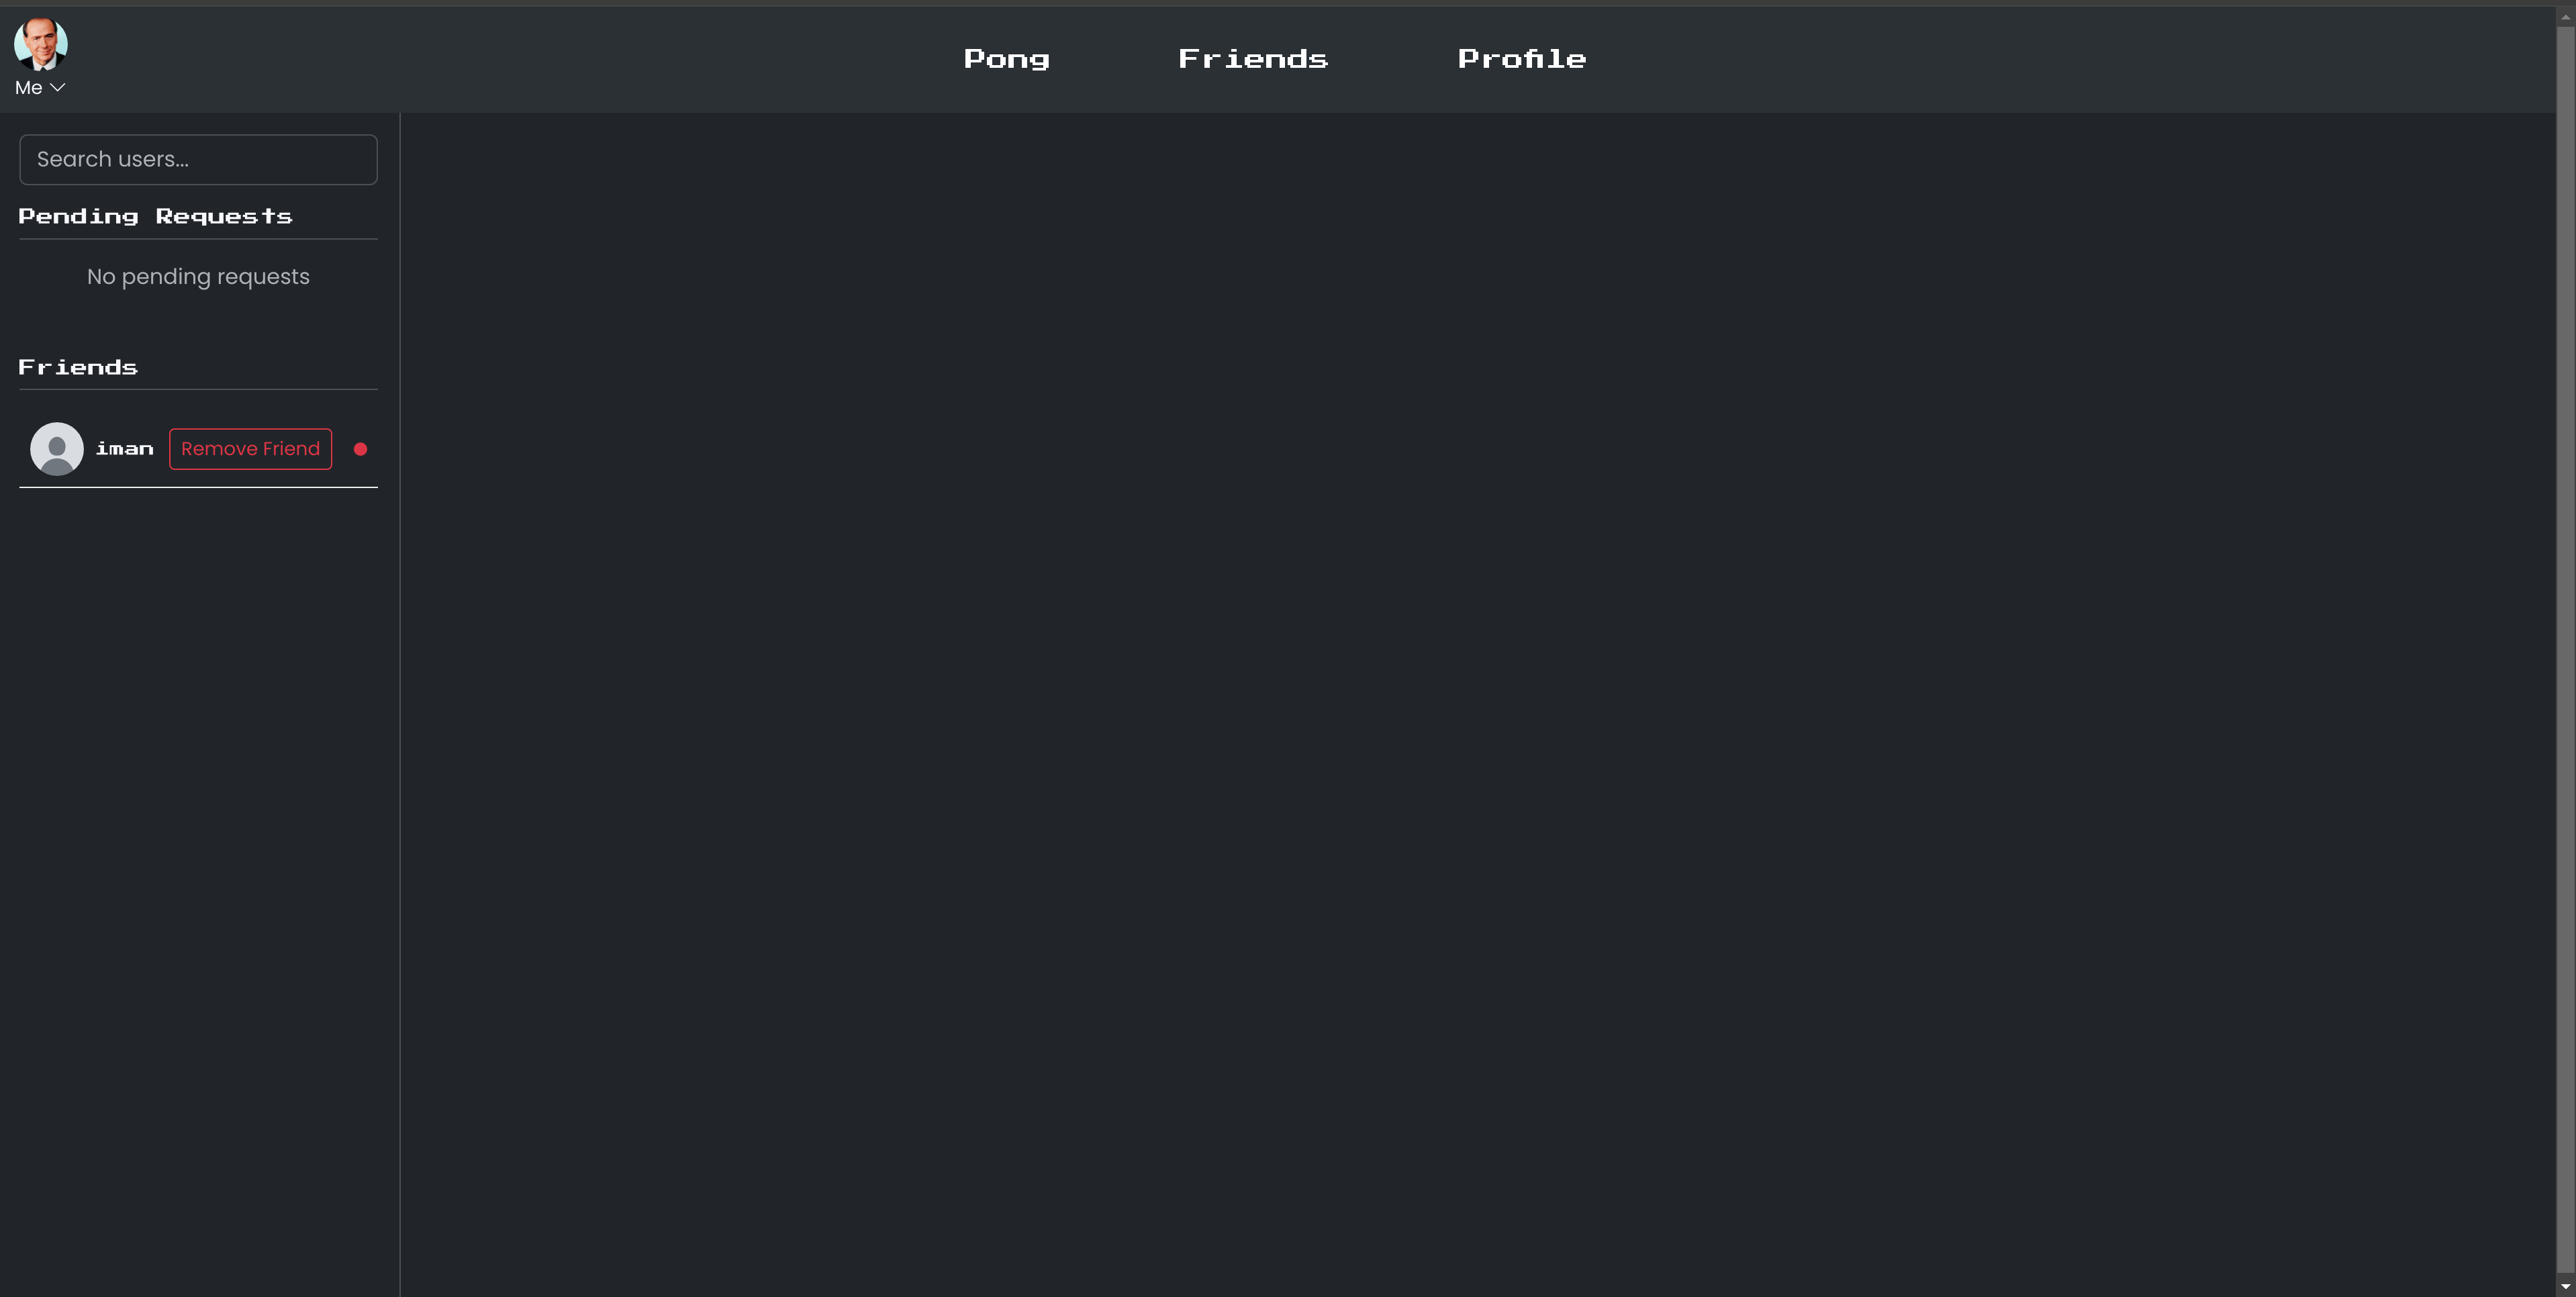 Pong Friends Profile
Me
Search users...
Pending Requests
No pending requests
Friends
iman Remove Friend